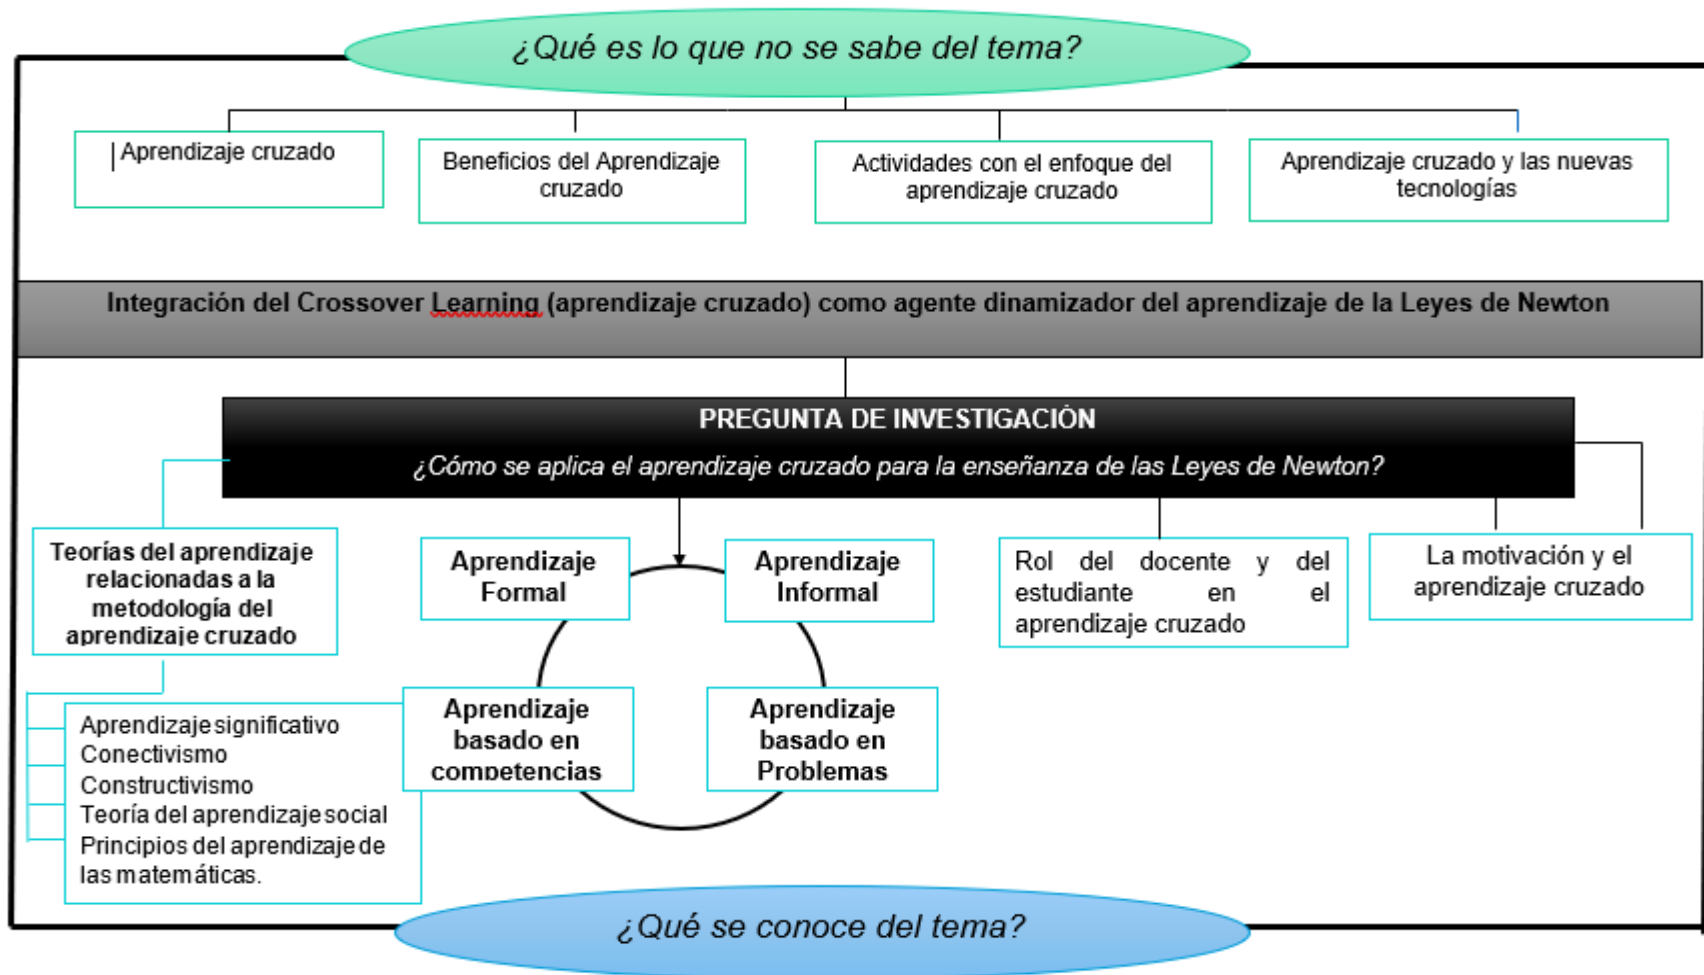 ¿Qué es lo que no se sabe del tema?
Aprendizaje cruzado
Beneficios del Aprendizaje
cruzado
Actividades con el enfoque del
aprendizaje cruzado
Aprendizaje cruzado y las nuevas
tecnologías
Integración del Crossover Learning (aprendizaje cruzado) como agente dinamizador del aprendizaje de la Leyes de Newton
PREGUNTA DE INVESTIGACIÓN
¿Cómo se aplica el aprendizaje cruzado para la enseñanza de las Leyes de Newton?
Teorías del aprendizaje
relacionadas a la
metodología del
aprendizaje cruzado
Aprendizaje significativo
Conectivismo
Constructivismo
Teoría del aprendizaje social
Principios del aprendizaje de
las matemáticas.
Aprendizaje
Formal
Aprendizaje
Informal
Aprendizaje
basado en
competencias
Aprendizaje
basado en
Problemas
Rol del docente y del
estudiante en el
aprendizaje cruzado
La motivación y el
aprendizaje cruzado
¿Qué se conoce del tema?